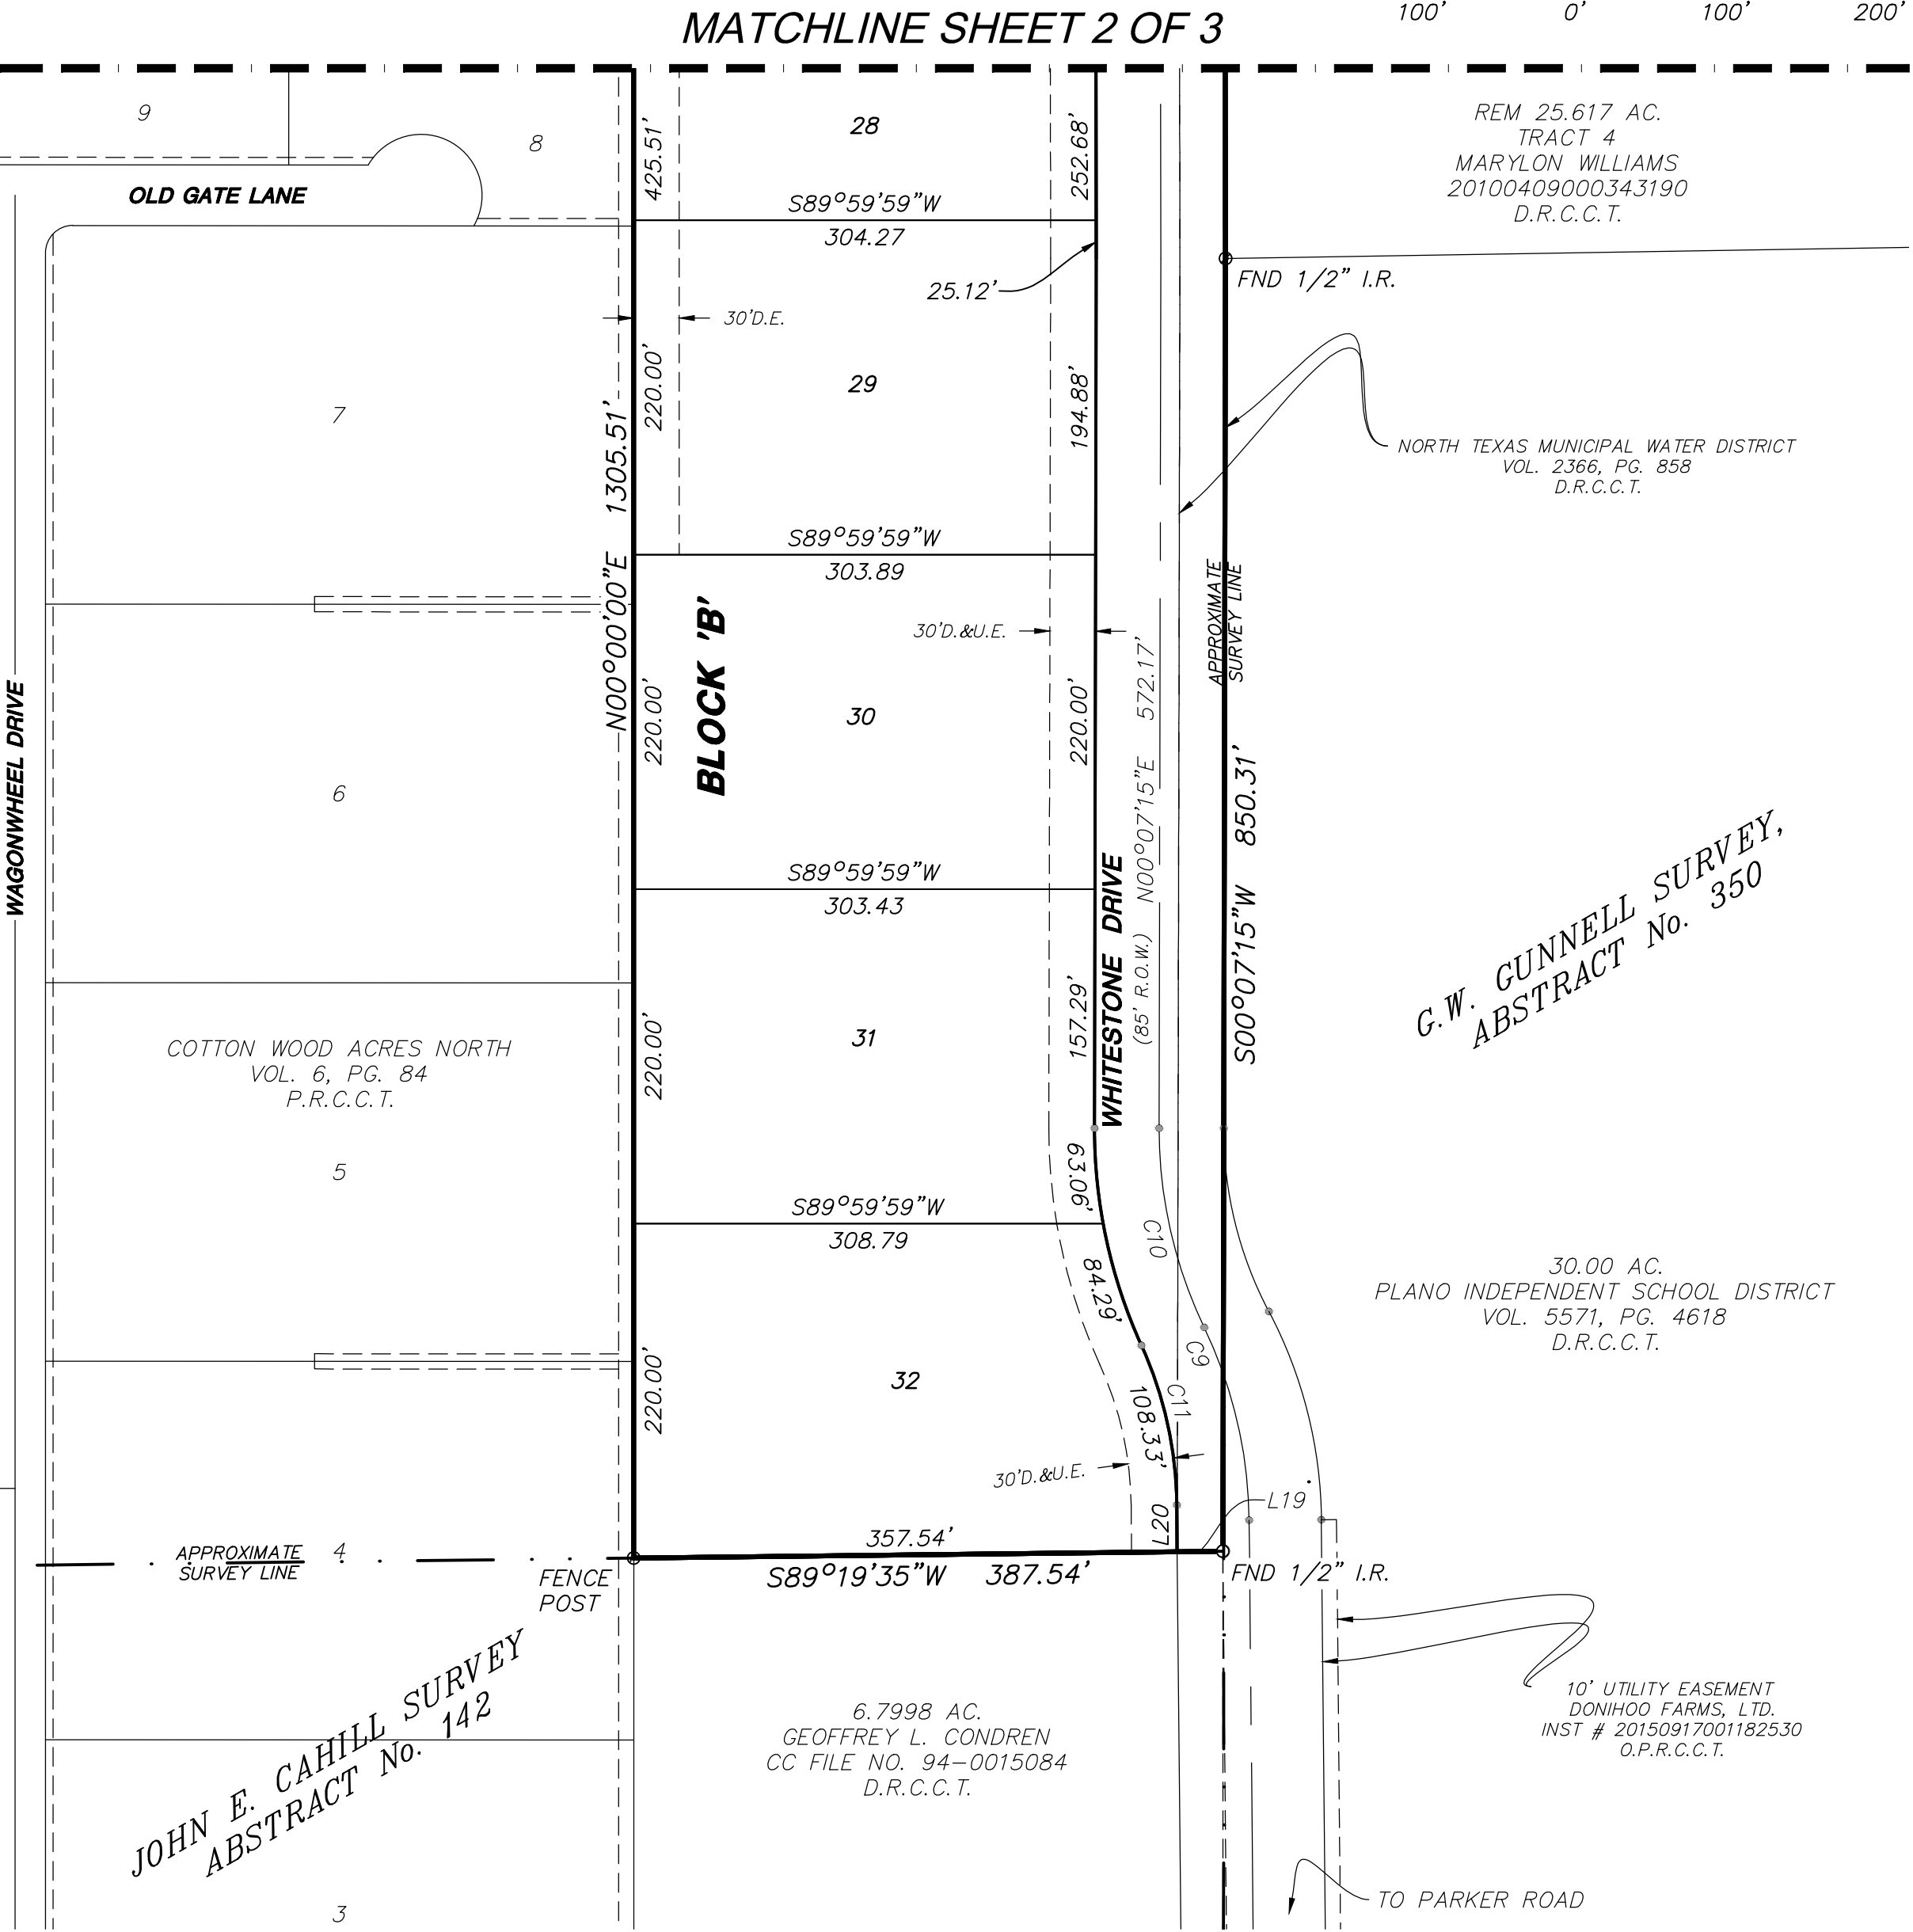 MATCHLINE SHEET 2 OF 3
100' 0' 100' 200'
9
8
OLD GATE LANE
425.51'
28
252.68'
S89°59'59"W
304.27
25.12'
30'D.E.
REM 25.617 AC.
TRACT 4
MARYLON WILLIAMS
20100409000343190
D.R.C.C.T.
FND 1/2" I.R.
7
220.00'
29
194.88'
N00°00'00"E 1305.51'
NORTH TEXAS MUNICIPAL WATER DISTRICT
VOL. 2366, PG. 858
D.R.C.C.T.
S89°59'59"W
303.89
APPROXIMATE
SURVEY LINE
BLOCK 'B'
30'D.&U.E.
6
220.00'
30
220.00'
N00°07'15"E 572.17'
S00°07'15"W 850.31'
WAGONWHEEL DRIVE
S89°59'59"W
303.43
WHITESTONE DRIVE
(85' R.O.W.)
G.W. GUNNELL SURVEY,
ABSTRACT No. 350
COTTON WOOD ACRES NORTH
VOL. 6, PG. 84
P.R.C.C.T.
5
220.00'
31
157.29'
63.06'
S89°59'59"W
308.79
C10
84.29'
30.00 AC.
PLANO INDEPENDENT SCHOOL DISTRICT
VOL. 5571, PG. 4618
D.R.C.C.T.
C9
220.00'
32
C11
108.33'
30'D.&U.E.
L19
L20
357.54'
S89°19'35"W 387.54'
FND 1/2" I.R.
APPROXIMATE
SURVEY LINE
4
FENCE
POST
JOHN E. CAHILL SURVEY
ABSTRACT No. 142
6.7998 AC.
GEOFFREY L. CONDREN
CC FILE NO. 94-0015084
D.R.C.C.T.
10' UTILITY EASEMENT
DONIHOO FARMS, LTD.
INST # 20150917001182530
O.P.R.C.C.T.
TO PARKER ROAD
3